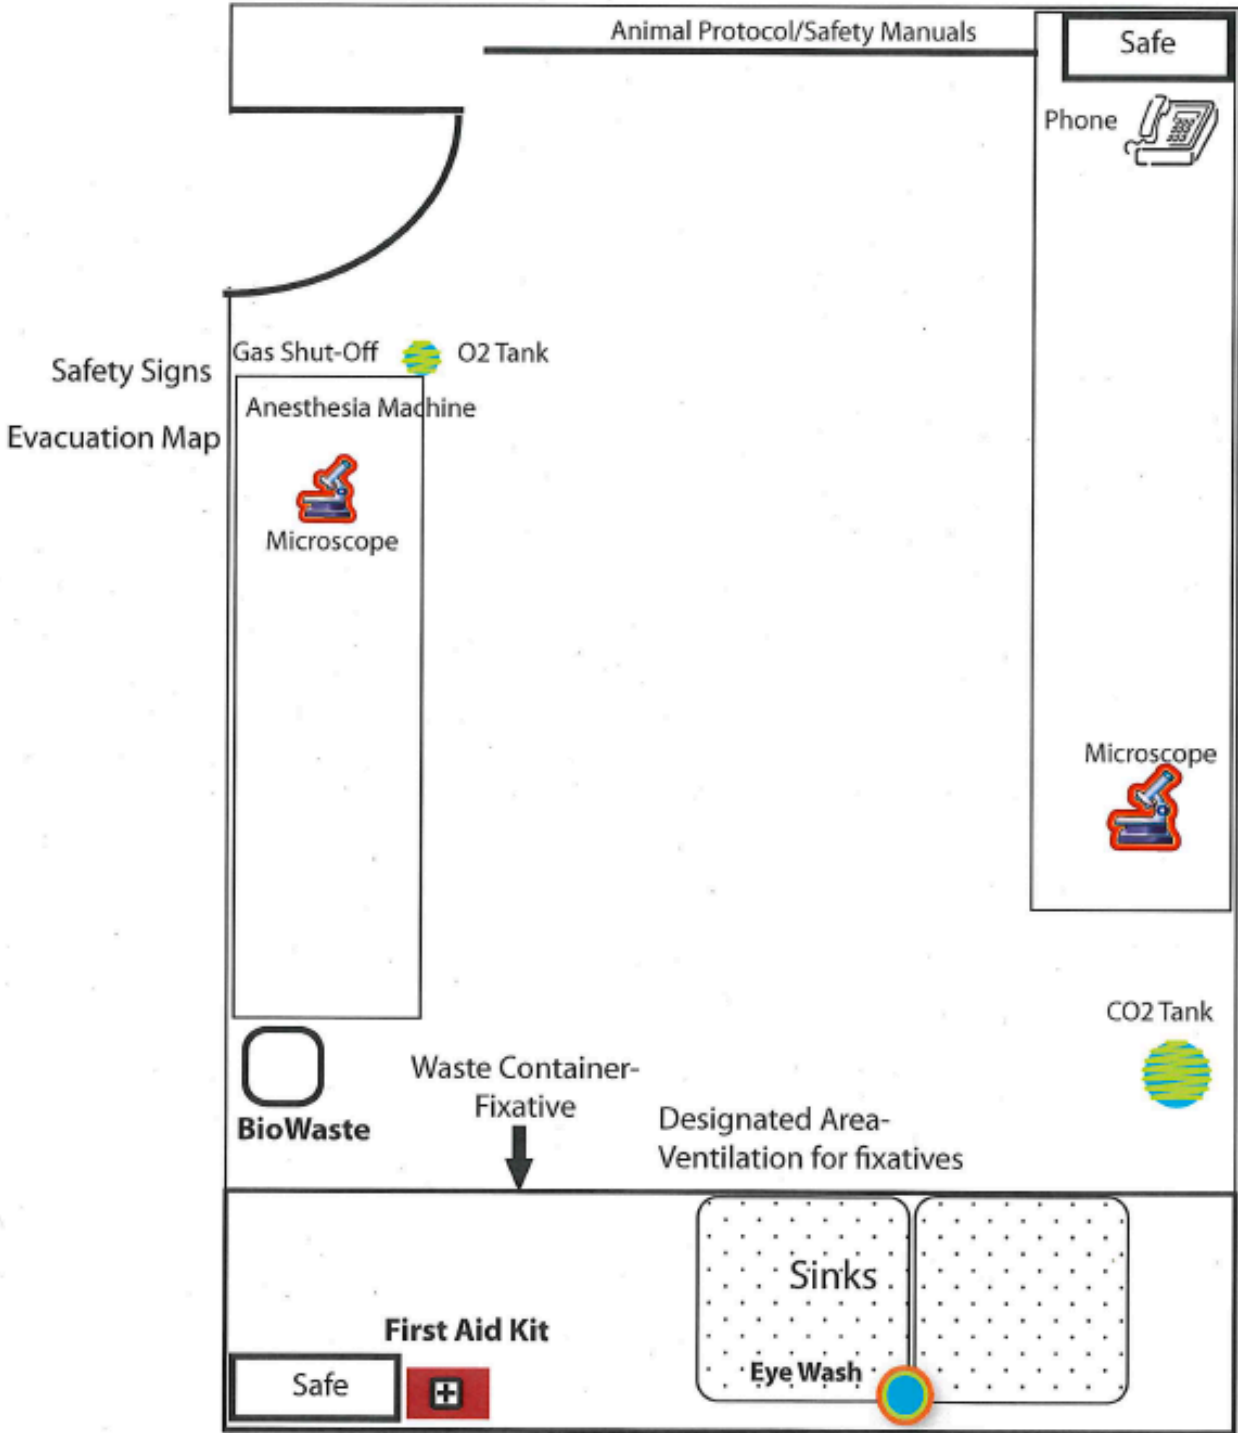 Animal Protocol/Safety Manuals
Safe
Phone
Gas Shut-Off
O2 Tank
Safety Signs
Anesthesia Machine
Evacuation Map
Microscope
Microscope
CO2 Tank
Waste Container-
Fixative
BioWaste
Designated Area-
Ventilation for fixatives
Sinks
First Aid Kit
Eye Wash
Safe